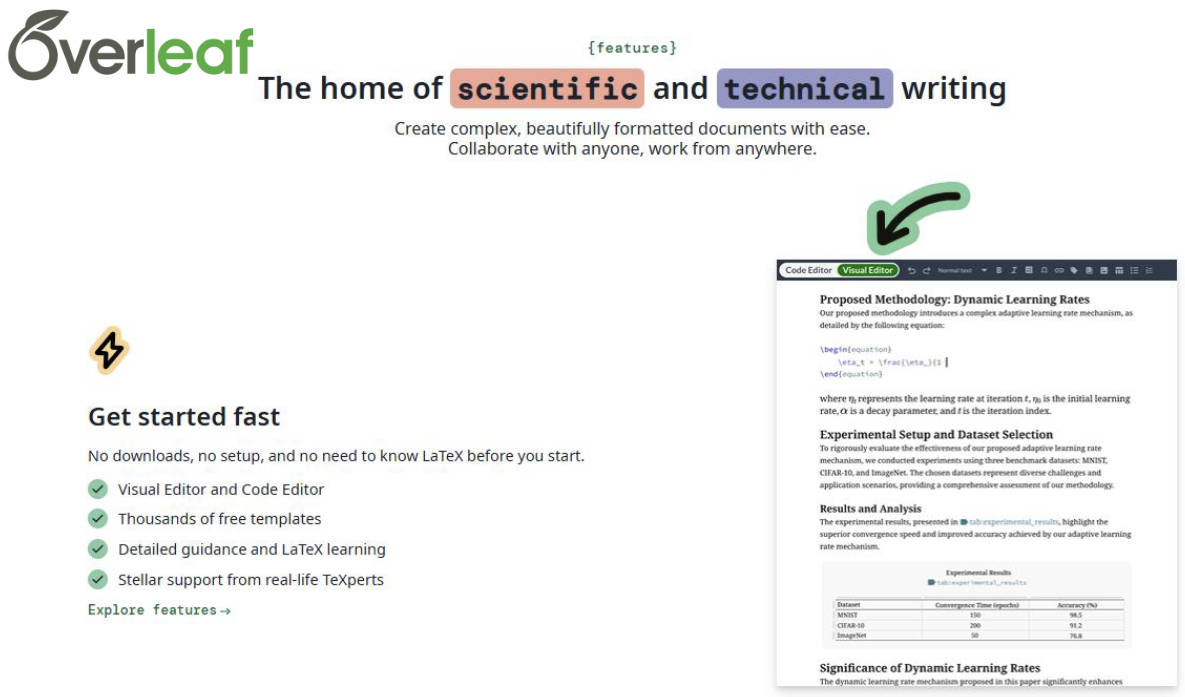 Overleaf
{features}
The home of scientific and technical writing
Create complex, beautifully formatted documents with ease.
Collaborate with anyone, work from anywhere.
Get started fast
No downloads, no setup, and no need to know LaTeX before you start.
Visual Editor and Code Editor
Thousands of free templates
Detailed guidance and LaTeX learning
Stellar support from real-life TeXperts
Explore features→
Code Editor Visual Editor Normal text B I Ω
Proposed Methodology: Dynamic Learning Rates
Our proposed methodology introduces a complex adaptive learning rate mechanism, as
detailed by the following equation:
\begin{equation}
\eta_t = \frac{\eta_}{1
\end{equation}
where ηt represents the learning rate at iteration t, η0 is the initial learning
rate, α is a decay parameter, and t is the iteration index.
Experimental Setup and Dataset Selection
To rigorously evaluate the effectiveness of our proposed adaptive learning rate
mechanism, we conducted experiments using three benchmark datasets: MNIST,
CIFAR-10, and ImageNet. The chosen datasets represent diverse challenges and
application scenarios, providing a comprehensive assessment of our methodology.
Results and Analysis
The experimental results, presented in tab:experimental_results, highlight the
superior convergence speed and improved accuracy achieved by our adaptive learning
rate mechanism.
Experimental Results
tab:experimental_results
Dataset Convergence Time (epochs) Accuracy (%)
MNIST 150 98.5
CIFAR-10 200 91.2
ImageNet 50 76.8
Significance of Dynamic Learning Rates
The dynamic learning rate mechanism proposed in this paper significantly enhances